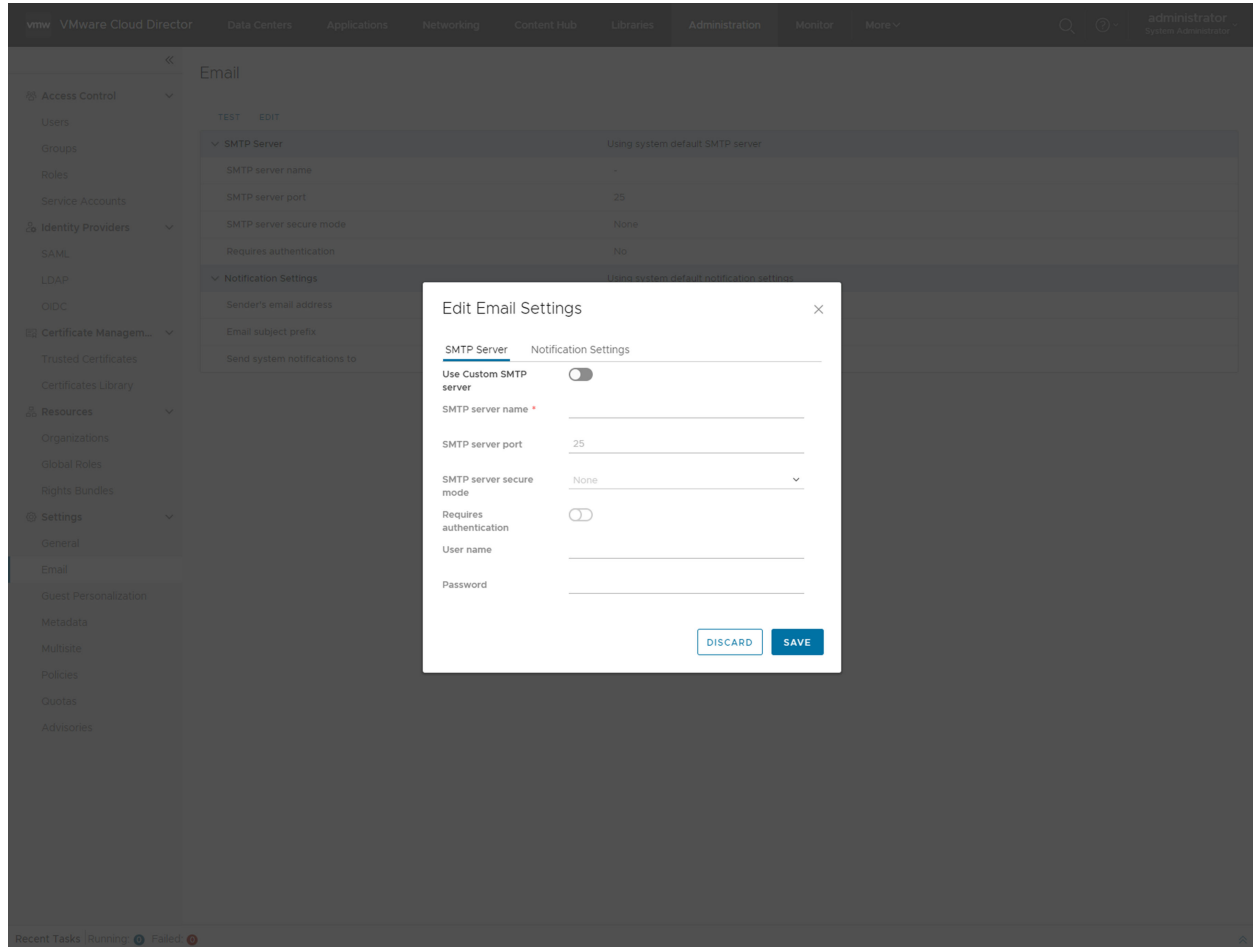 vmw VMware Cloud Director Data Centers Applications Networking Content Hub Libraries Administration Monitor More administrator
System Administrator
Email
Access Control
Users
Groups
Roles
Service Accounts
Identity Providers
SAML
LDAP
OIDC
Certificate Managem...
Trusted Certificates
Certificates Library
Resources
Organizations
Global Roles
Rights Bundles
Settings
General
Email
Guest Personalization
Metadata
Multisite
Policies
Quotas
Advisories
TEST EDIT
SMTP Server Using system default SMTP server
SMTP server name -
SMTP server port 25
SMTP server secure mode None
Requires authentication No
Notification Settings Using system default notification settings
Sender's email address
Email subject prefix
Send system notifications to
Edit Email Settings
SMTP Server Notification Settings
Use Custom SMTP
server
SMTP server name *
SMTP server port 25
SMTP server secure
mode
None
Requires
authentication
User name
Password
DISCARD SAVE
Recent Tasks Running: 0 Failed: 0